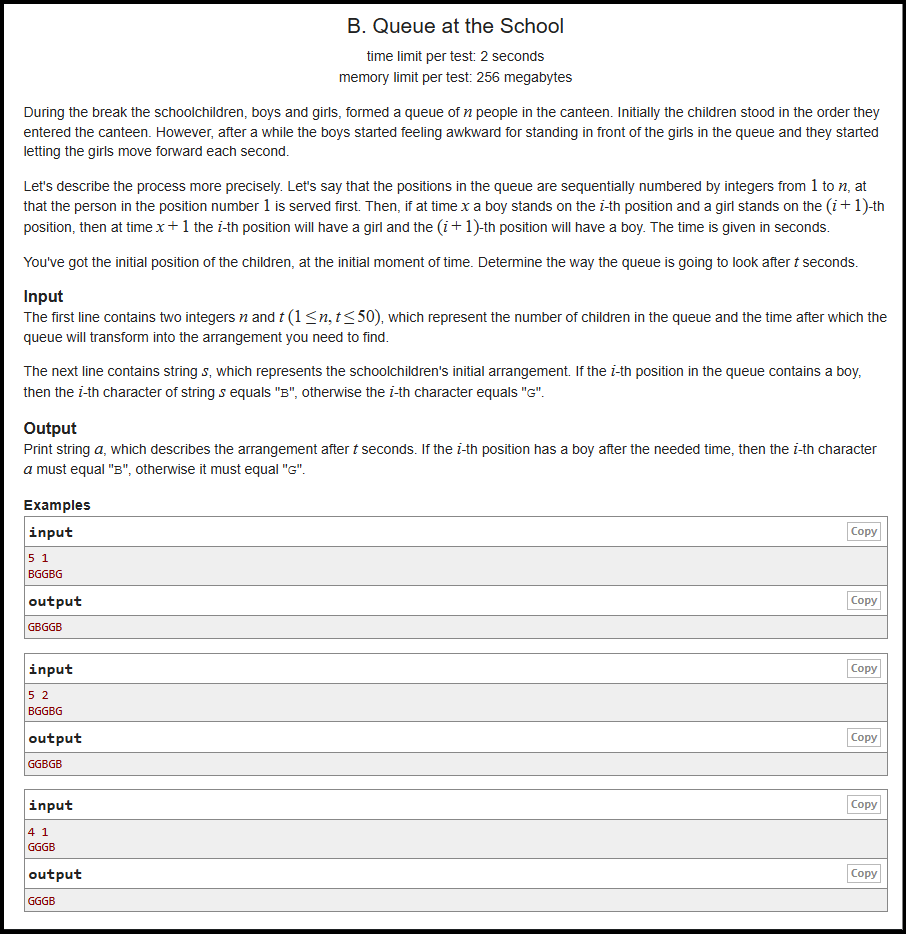 B. Queue at the School
time limit per test: 2 seconds
memory limit per test: 256 megabytes
During the break the schoolchildren, boys and girls, formed a queue of n people in the canteen. Initially the children stood in the order they
entered the canteen. However, after a while the boys started feeling awkward for standing in front of the girls in the queue and they started
letting the girls move forward each second.
Let's describe the process more precisely. Let's say that the positions in the queue are sequentially numbered by integers from 1 to n, at
that the person in the position number 1 is served first. Then, if at time x a boy stands on the i-th position and a girl stands on the (i + 1)-th
position, then at time x + 1 the i-th position will have a girl and the (i + 1)-th position will have a boy. The time is given in seconds.
You've got the initial position of the children, at the initial moment of time. Determine the way the queue is going to look after t seconds.
Input
The first line contains two integers n and t (1 ≤ n, t ≤ 50), which represent the number of children in the queue and the time after which the
queue will transform into the arrangement you need to find.
The next line contains string s, which represents the schoolchildren's initial arrangement. If the i-th position in the queue contains a boy,
then the i-th character of string s equals "B", otherwise the i-th character equals "G".
Output
Print string a, which describes the arrangement after t seconds. If the i-th position has a boy after the needed time, then the i-th character
a must equal "B", otherwise it must equal "G".
Examples
input Copy
5 1
BGGBG
output Copy
GBGGB
input Copy
5 2
BGGBG
output Copy
GGBGB
input Copy
4 1
GGGB
output Copy
GGGB